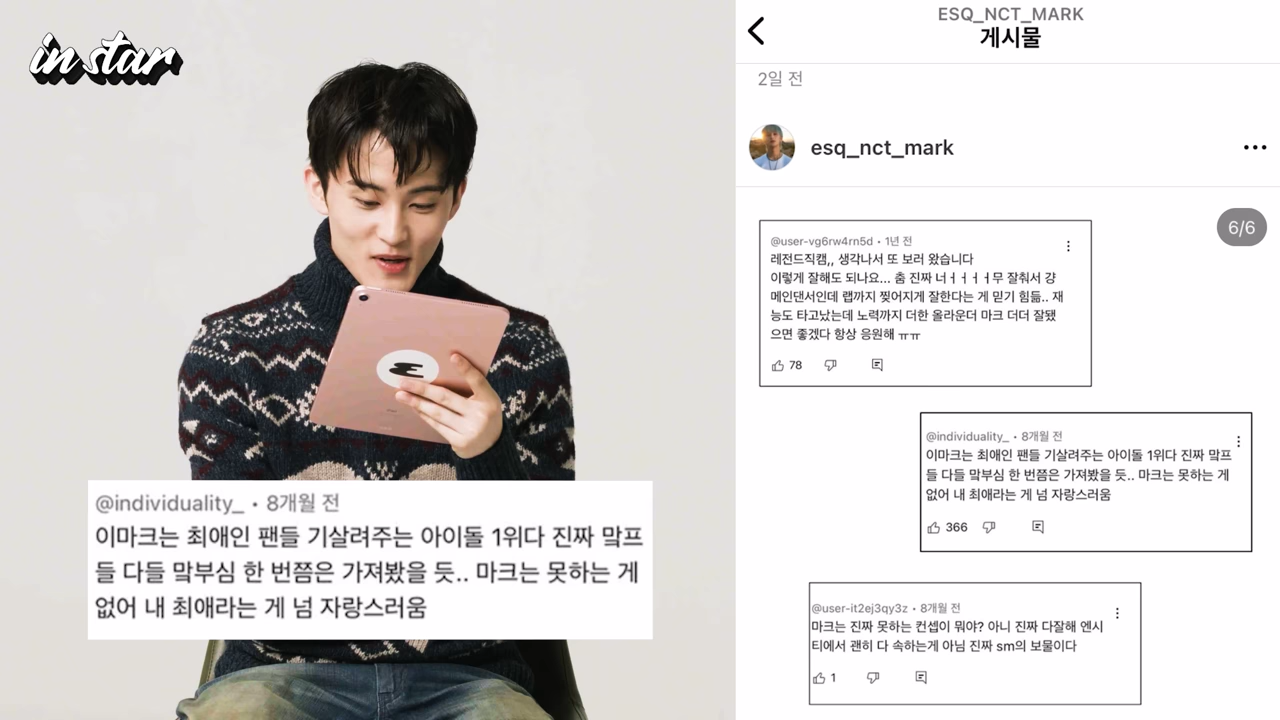 in star
@individuality_ • 8개월 전
이마크는 최애인 팬들 기살려주는 아이돌 1위다 진짜 맠프
들 다들 맠부심 한 번쯤은 가져봤을 듯.. 마크는 못하는 게
없어 내 최애라는 게 넘 자랑스러움
ESQ_NCT_MARK
게시물
2일 전
esq_nct_mark
6/6
@user-vg6rw4rn5d • 1년 전
레전드직캠,, 생각나서 또 보러 왔습니다
이렇게 잘해도 되나요... 춤 진짜 너ㅓㅓㅓㅓ무 잘춰서 걍
메인댄서인데 랩까지 찢어지게 잘한다는 게 믿기 힘듦.. 재
능도 타고났는데 노력까지 더한 올라운더 마크 더더 잘됐
으면 좋겠다 항상 응원해 ㅠㅠ
78
@individuality_ • 8개월 전
이마크는 최애인 팬들 기살려주는 아이돌 1위다 진짜 맠프
들 다들 맠부심 한 번쯤은 가져봤을 듯.. 마크는 못하는 게
없어 내 최애라는 게 넘 자랑스러움
366
@user-it2ej3qy3z • 8개월 전
마크는 진짜 못하는 컨셉이 뭐야? 아니 진짜 다잘해 엔시
티에서 괜히 다 속하는게 아님 진짜 sm의 보물이다
1